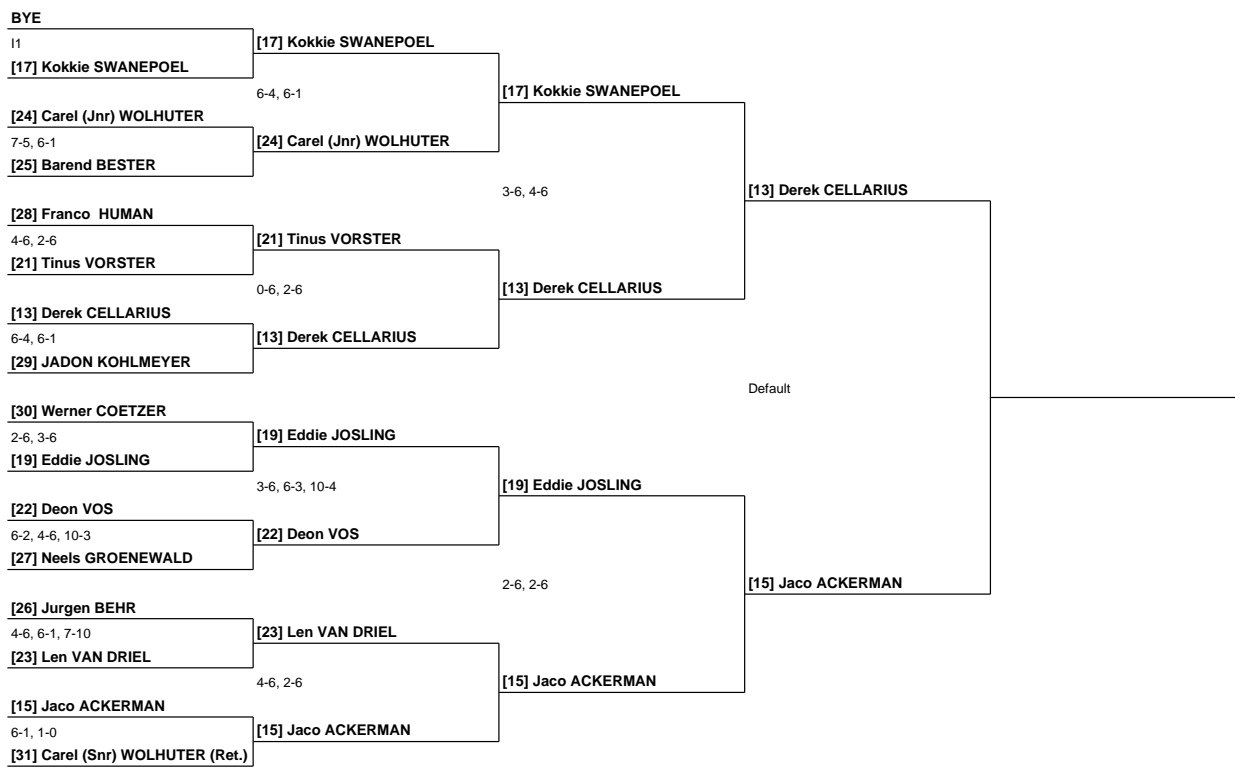 BYE
I1
[17] Kokkie SWANEPOEL
[17] Kokkie SWANEPOEL
6-4, 6-1
[17] Kokkie SWANEPOEL
[24] Carel (Jnr) WOLHUTER
7-5, 6-1
[24] Carel (Jnr) WOLHUTER
[25] Barend BESTER
3-6, 4-6
[13] Derek CELLARIUS
[28] Franco  HUMAN
4-6, 2-6
[21] Tinus VORSTER
[21] Tinus VORSTER
0-6, 2-6
[13] Derek CELLARIUS
[13] Derek CELLARIUS
6-4, 6-1
[13] Derek CELLARIUS
[29] JADON KOHLMEYER
Default
[30] Werner COETZER
2-6, 3-6
[19] Eddie JOSLING
[19] Eddie JOSLING
3-6, 6-3, 10-4
[19] Eddie JOSLING
[22] Deon VOS
6-2, 4-6, 10-3
[22] Deon VOS
[27] Neels GROENEWALD
2-6, 2-6
[15] Jaco ACKERMAN
[26] Jurgen BEHR
4-6, 6-1, 7-10
[23] Len VAN DRIEL
[23] Len VAN DRIEL
4-6, 2-6
[15] Jaco ACKERMAN
[15] Jaco ACKERMAN
6-1, 1-0
[15] Jaco ACKERMAN
[31] Carel (Snr) WOLHUTER (Ret.)